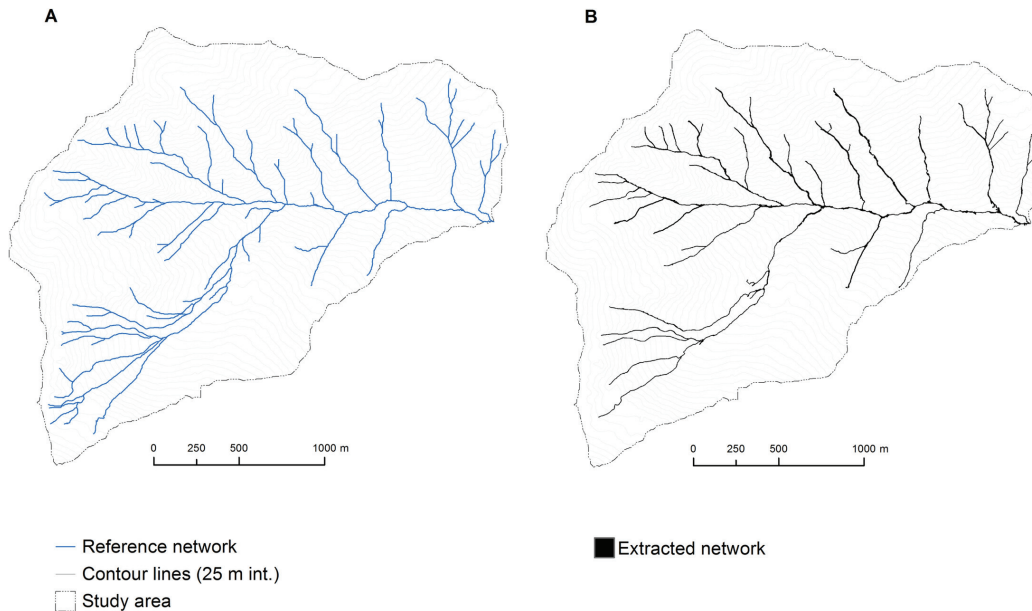 A
B
0 250 500 1000 m
0 250 500 1000 m
Reference network
Contour lines (25 m int.)
Study area
Extracted network